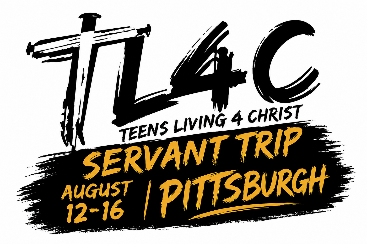 TL4C
TEENS LIVING 4 CHRIST
SERVANT TRIP
AUGUST
12-16
PITTSBURGH